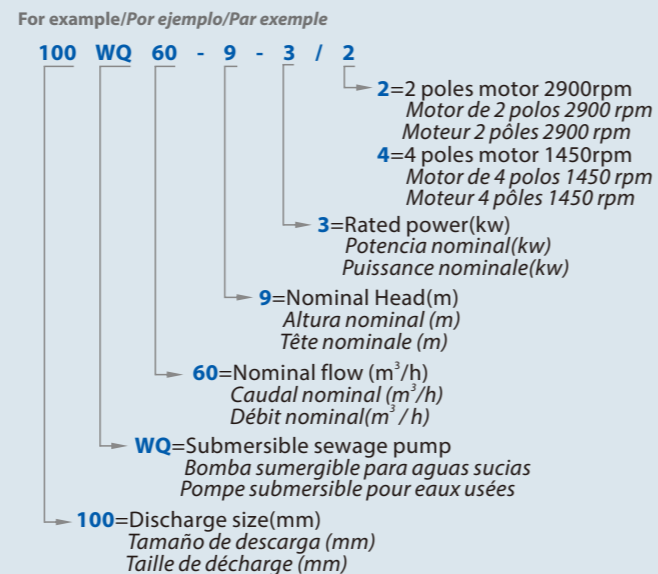 For example/Por ejemplo/Par exemple
100 WQ 60 - 9 - 3 / 2
2=2 poles motor 2900rpm
Motor de 2 polos 2900 rpm
Moteur 2 pôles 2900 rpm
4=4 poles motor 1450rpm
Motor de 4 polos 1450 rpm
Moteur 4 pôles 1450 rpm
3=Rated power(kw)
Potencia nominal(kw)
Puissance nominale(kw)
9=Nominal Head(m)
Altura nominal (m)
Tête nominale (m)
60=Nominal flow (m³/h)
Caudal nominal (m³/h)
Débit nominal(m³ / h)
WQ=Submersible sewage pump
Bomba sumergible para aguas sucias
Pompe submersible pour eaux usées
100=Discharge size(mm)
Tamaño de descarga (mm)
Taille de décharge (mm)